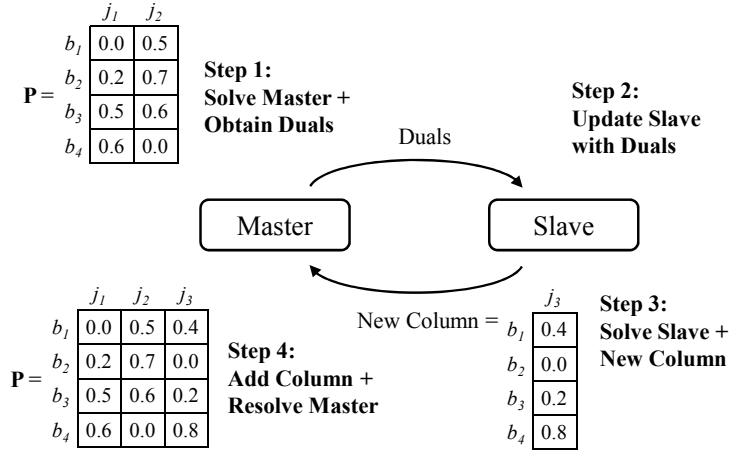 j1 j2
b1 0.0 0.5
b2 0.2 0.7
P = b3 0.5 0.6
b4 0.6 0.0
Step 1:
Solve Master +
Obtain Duals
Step 2:
Update Slave
with Duals
Duals
Master
Slave
New Column =
j3
b1 0.4
b2 0.0
b3 0.2
b4 0.8
Step 3:
Solve Slave +
New Column
j1 j2 j3
b1 0.0 0.5 0.4
b2 0.2 0.7 0.0
P = b3 0.5 0.6 0.2
b4 0.6 0.0 0.8
Step 4:
Add Column +
Resolve Master